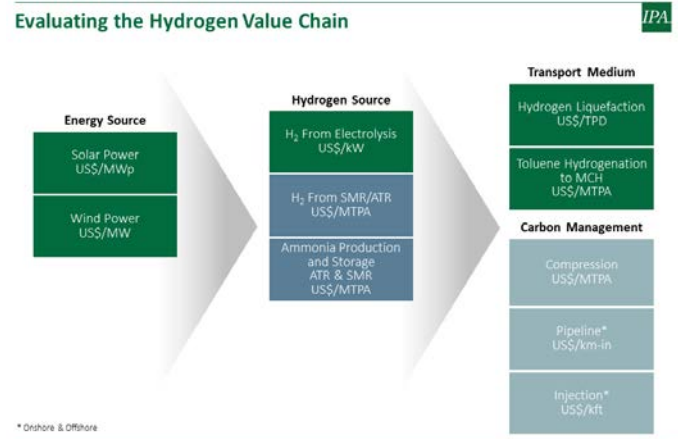 Evaluating the Hydrogen Value Chain
IPA
Energy Source
Solar Power
US$/MWp
Wind Power
US$/MW
Hydrogen Source
H₂ From Electrolysis
US$/kW
H₂ From SMR/ATR
US$/MTPA
Ammonia Production
and Storage
ATR & SMR
US$/MTPA
Transport Medium
Hydrogen Liquefaction
US$/TPD
Toluene Hydrogenation
to MCH
US$/MTPA
Carbon Management
Compression
US$/MTPA
Pipeline*
US$/km-in
Injection*
US$/kft
* Onshore & Offshore